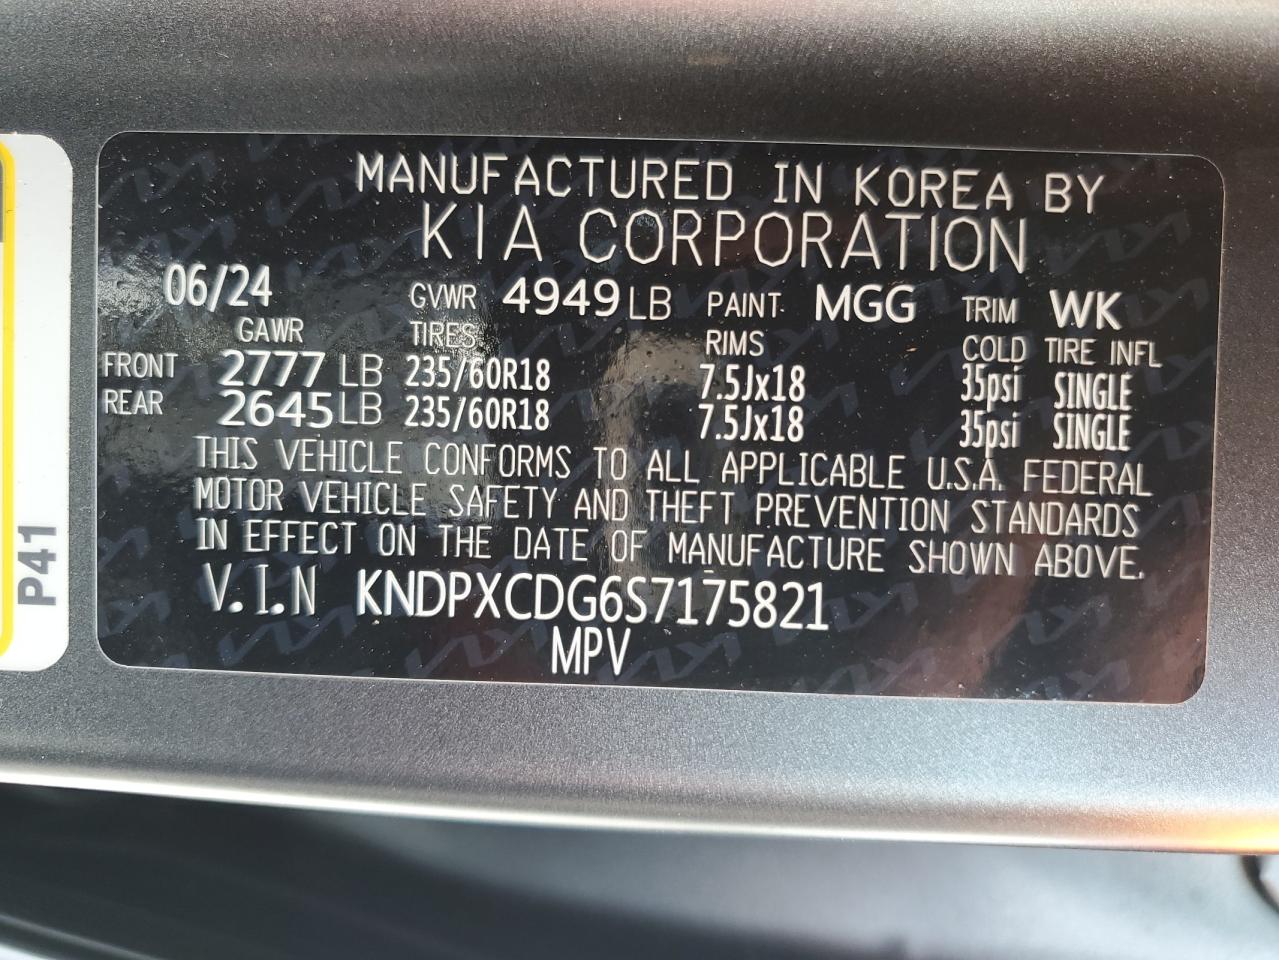 MANUFACTURED IN KOREA BY
KIA CORPORATION
06/24 GVWR 4949 LB PAINT MGG TRIM WK
GAWR TIRES RIMS COLD TIRE INFL
FRONT 2777 LB 235/60R18 7.5Jx18 35psi SINGLE
REAR 2645 LB 235/60R18 7.5Jx18 35psi SINGLE
THIS VEHICLE CONFORMS TO ALL APPLICABLE U.S.A. FEDERAL
MOTOR VEHICLE SAFETY AND THEFT PREVENTION STANDARDS
IN EFFECT ON THE DATE OF MANUFACTURE SHOWN ABOVE.
V.I.N KNDPXCDG6S7175821
MPV
P41